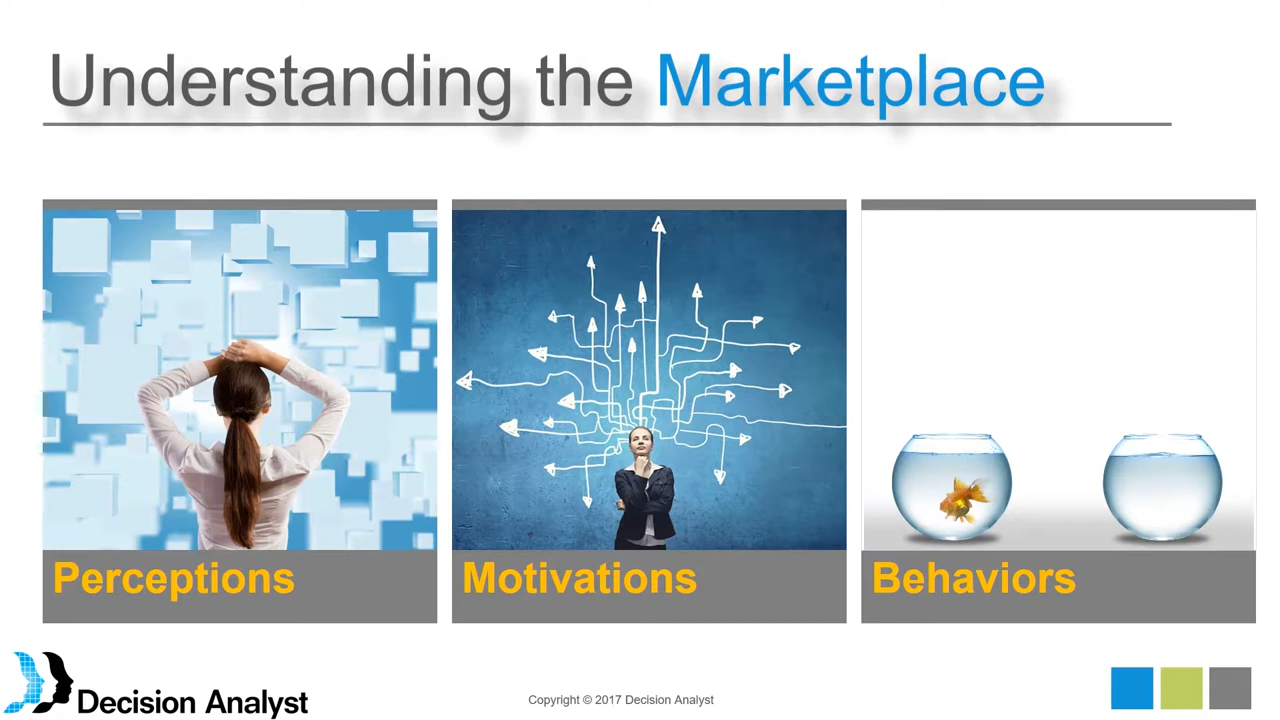 Understanding the Marketplace
Perceptions
Motivations
Behaviors
Decision Analyst
Copyright © 2017 Decision Analyst